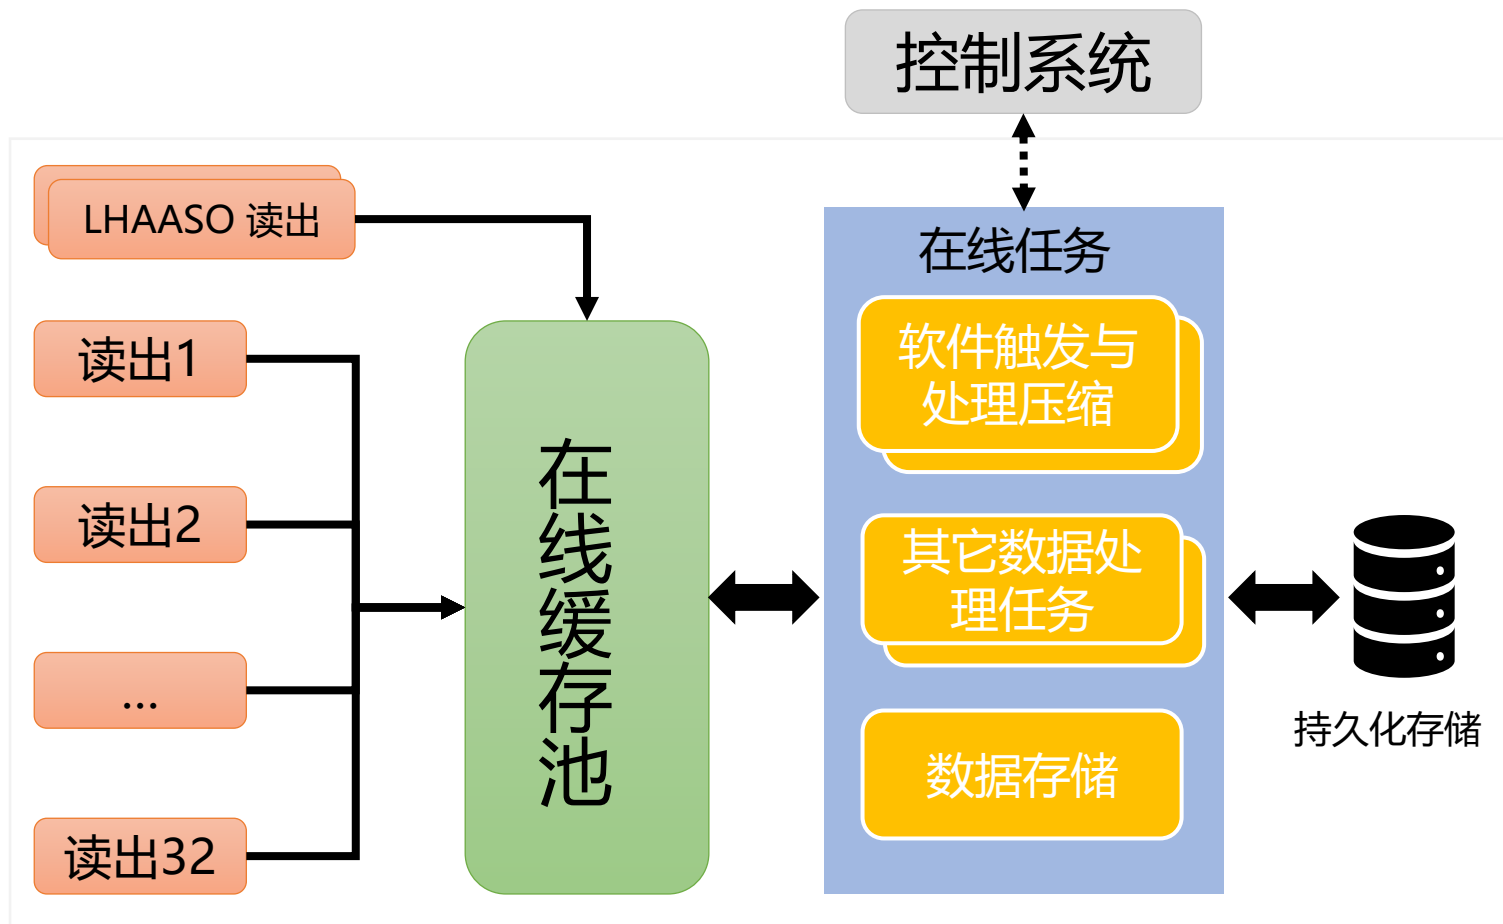 控制系统
LHAASO 读出
在线任务
读出1
软件触发与
处理压缩
在线缓存池
读出2
其它数据处
理任务
...
持久化存储
数据存储
读出32